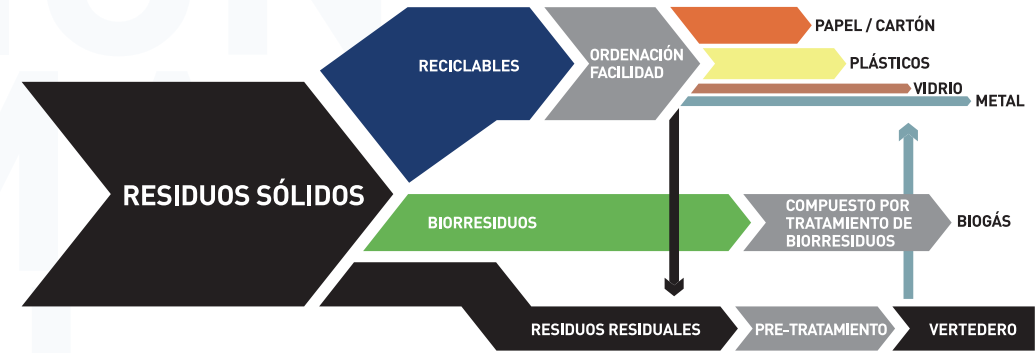 RESIDUOS SÓLIDOS
RECICLABLES
ORDENACIÓN
FACILIDAD
PAPEL / CARTÓN
PLÁSTICOS
VIDRIO
METAL
BIORRESIDUOS
COMPUESTO POR
TRATAMIENTO DE
BIORRESIDUOS
BIOGÁS
RESIDUOS RESIDUALES
PRE-TRATAMIENTO
VERTEDERO